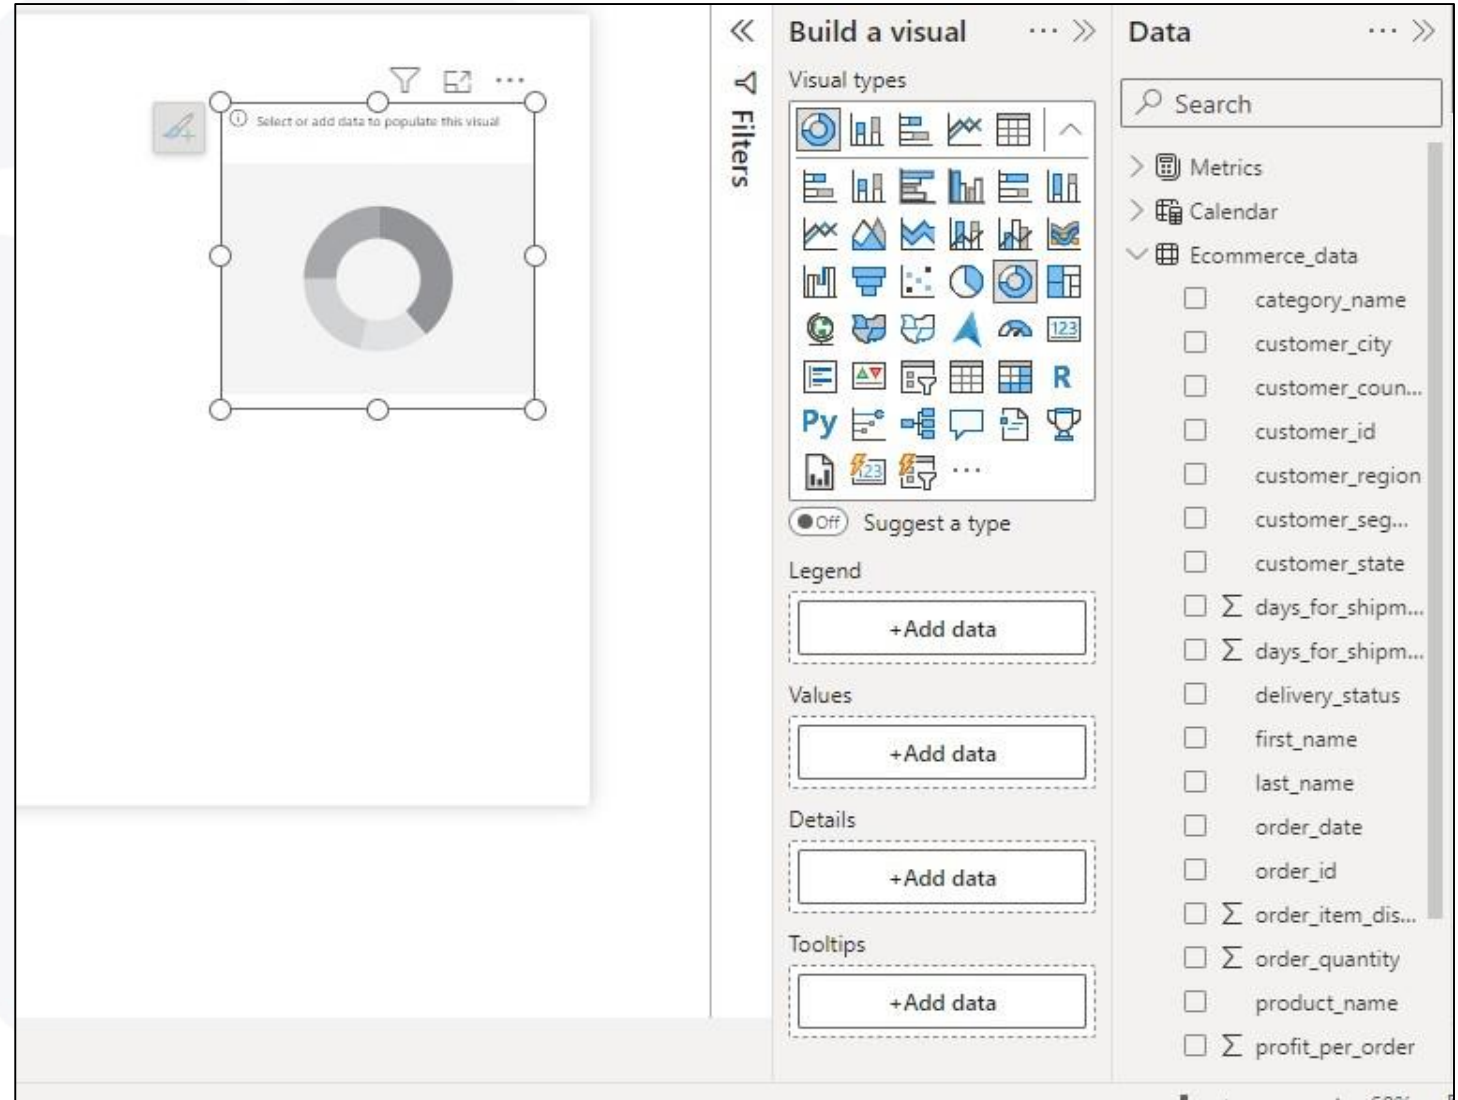 Select or add data to populate this visual
Filters
Build a visual
Visual types
123
R
Py
123
Off Suggest a type
Legend
+Add data
Values
+Add data
Details
+Add data
Tooltips
+Add data
Data
Search
Metrics
Calendar
Ecommerce_data
category_name
customer_city
customer_coun...
customer_id
customer_region
customer_seg...
customer_state
Σ days_for_shipm...
Σ days_for_shipm...
delivery_status
first_name
last_name
order_date
order_id
Σ order_item_dis...
Σ order_quantity
product_name
Σ profit_per_order